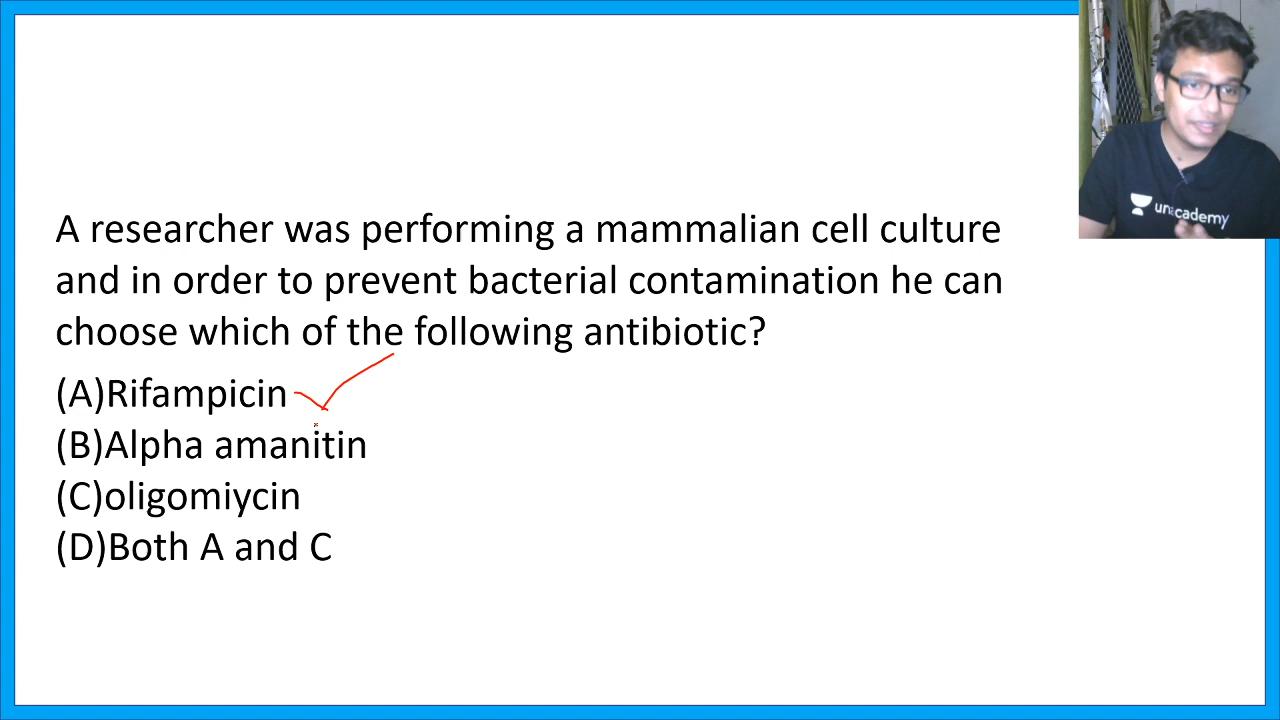 A researcher was performing a mammalian cell culture
and in order to prevent bacterial contamination he can
choose which of the following antibiotic?
(A)Rifampicin
(B)Alpha amanitin
(C)oligomiycin
(D)Both A and C
unacademy